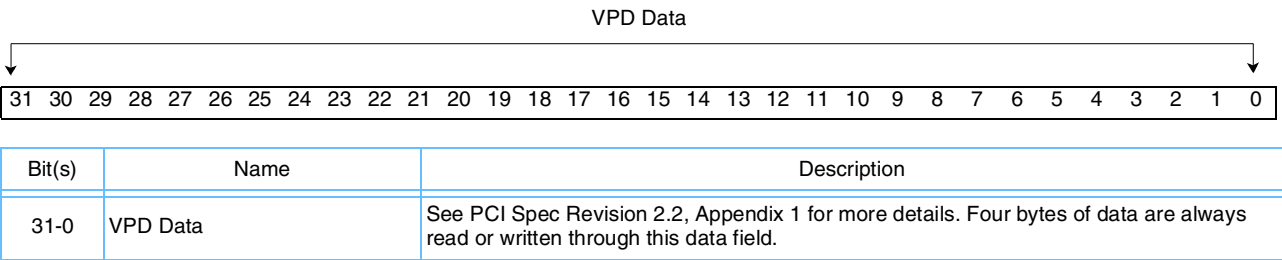 VPD Data
31 30 29 28 27 26 25 24 23 22 21 20 19 18 17 16 15 14 13 12 11 10 9 8 7 6 5 4 3 2 1 0
Bit(s) Name Description
31-0 VPD Data See PCI Spec Revision 2.2, Appendix 1 for more details. Four bytes of data are always
read or written through this data field.